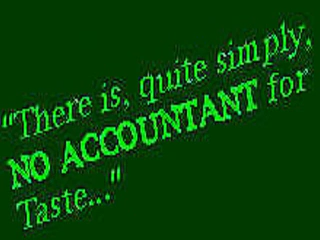 "There is, quite simply,
NO ACCOUNTANT for
Taste..."